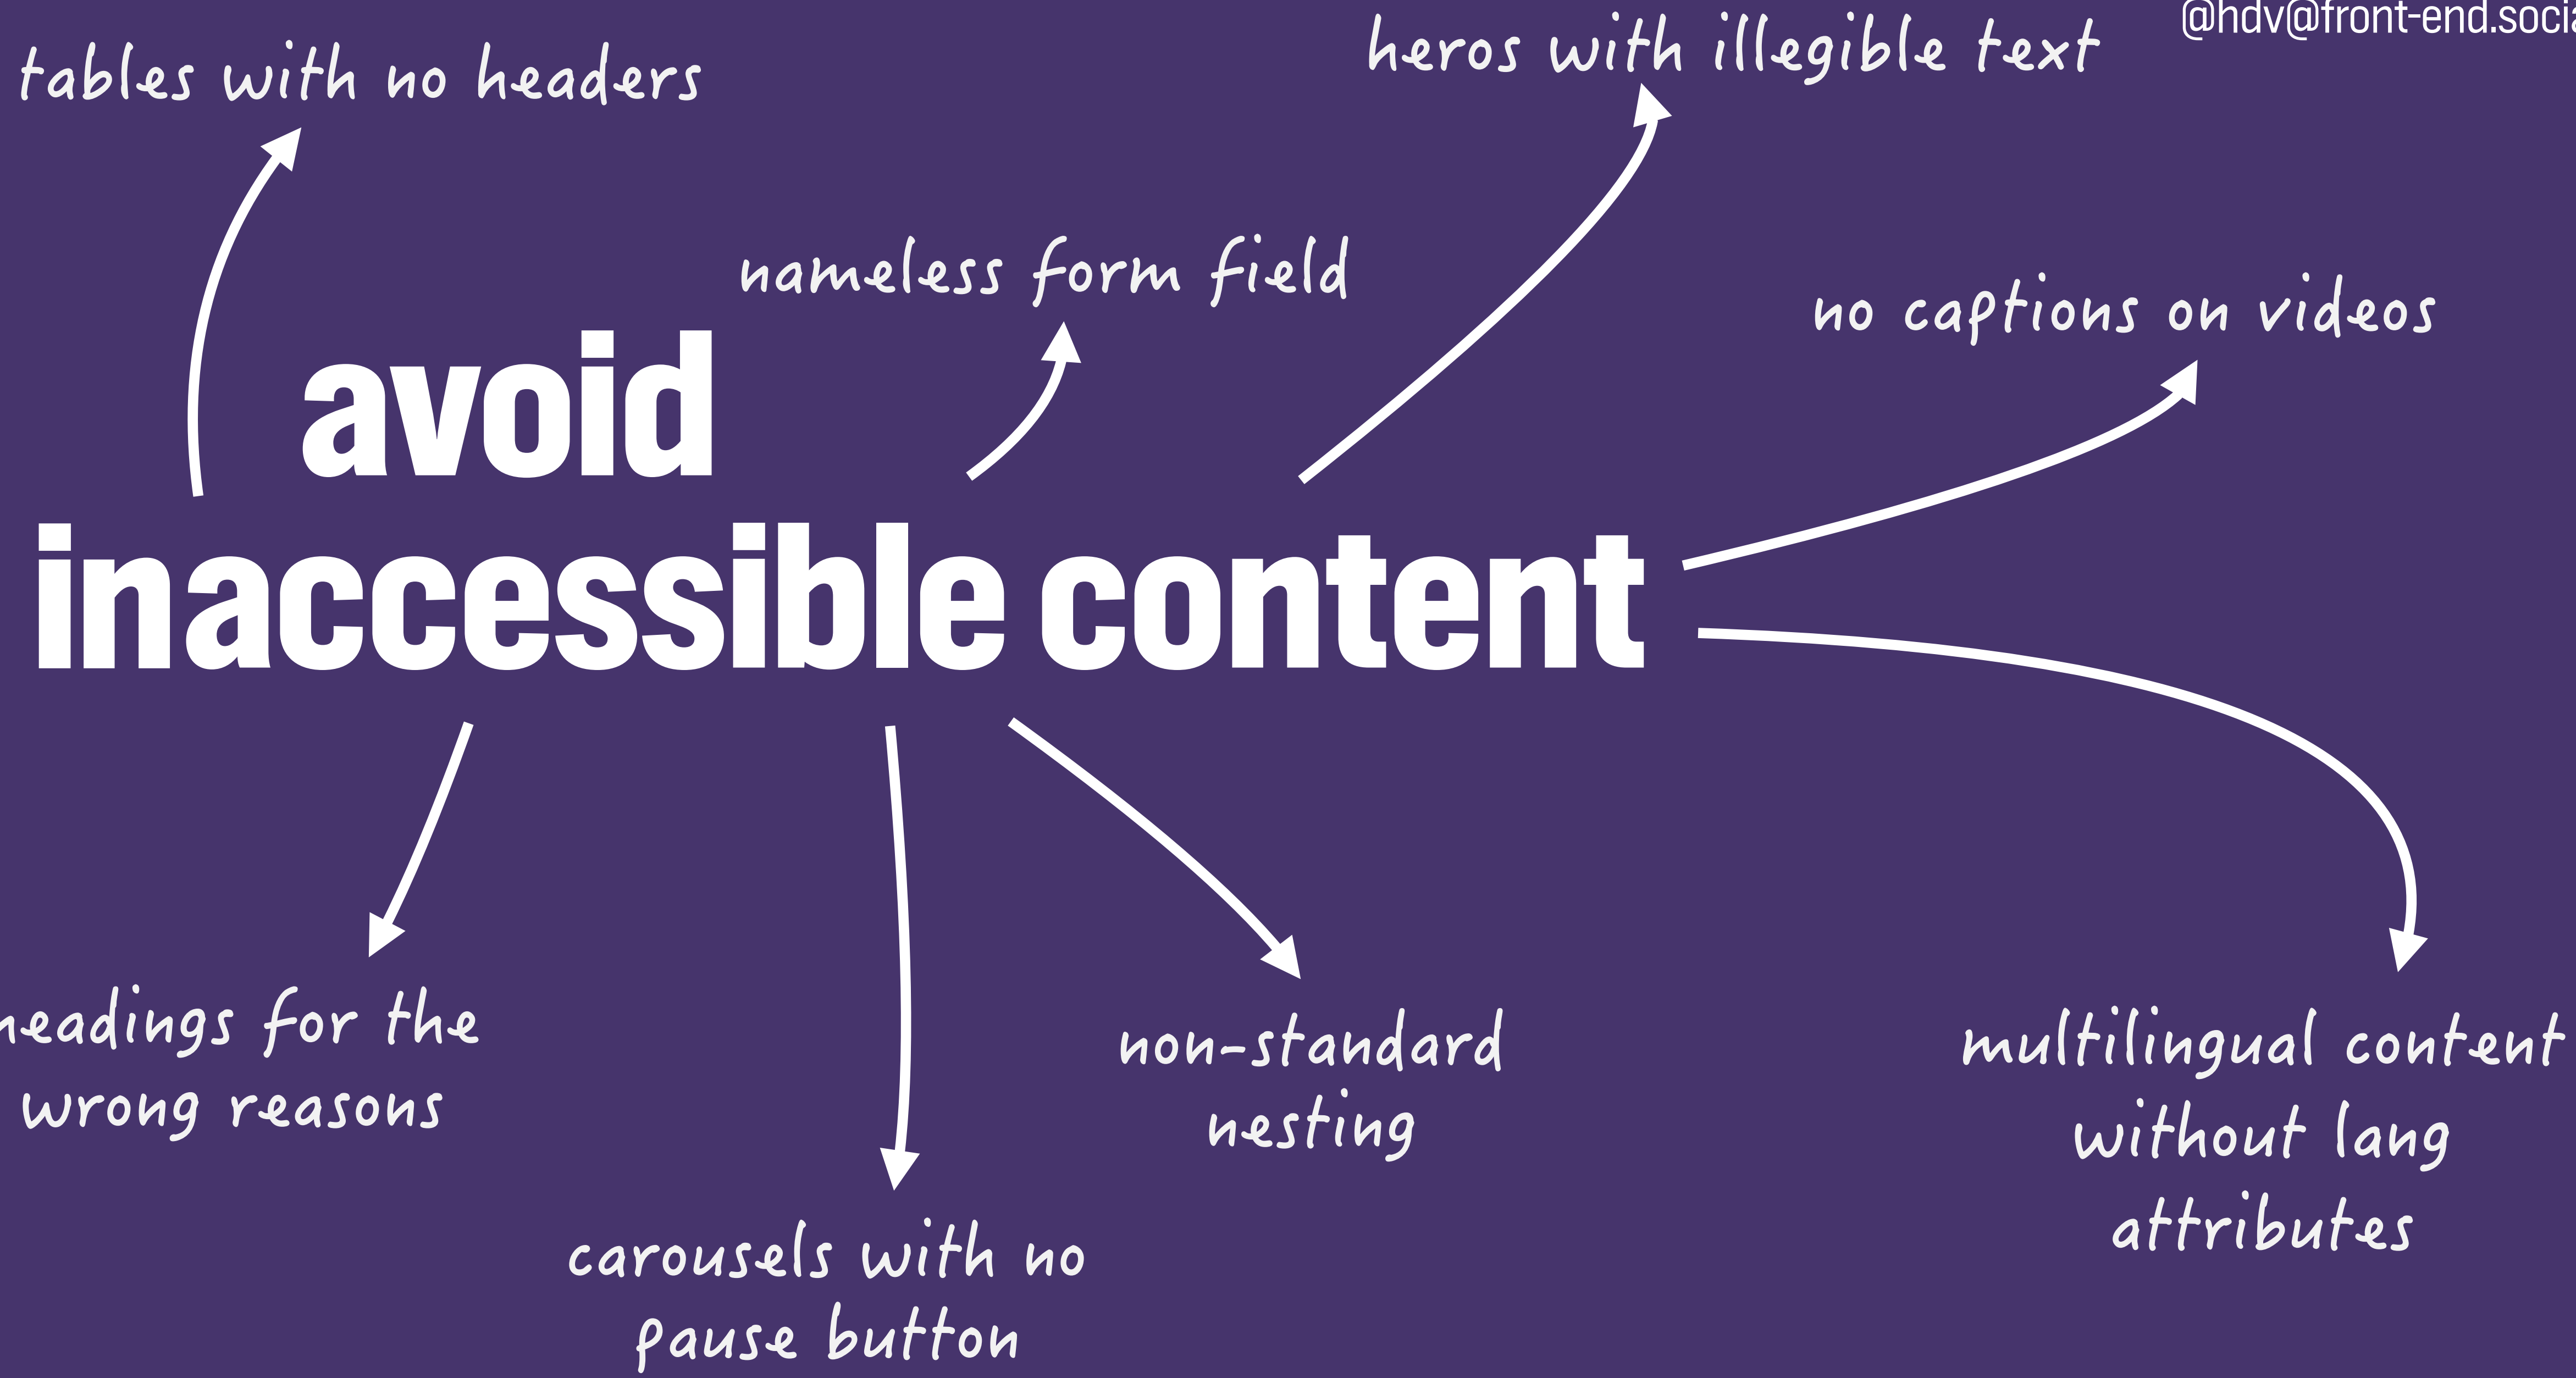 @hdv@front-end.socia
tables with no headers
heros with illegible text
nameless form field
no captions on videos
avoid
inaccessible content
headings for the
wrong reasons
non-standard
nesting
multilingual content
without lang
attributes
carousels with no
pause button